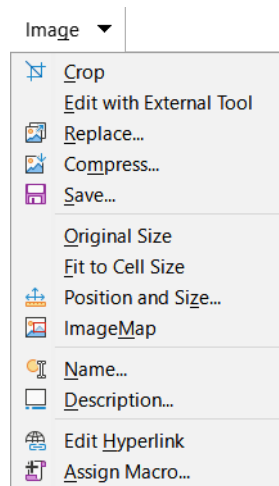 Image
Crop
Edit with External Tool
Replace...
Compress...
Save...
Original Size
Fit to Cell Size
Position and Size...
ImageMap
Name...
Description...
Edit Hyperlink
Assign Macro...